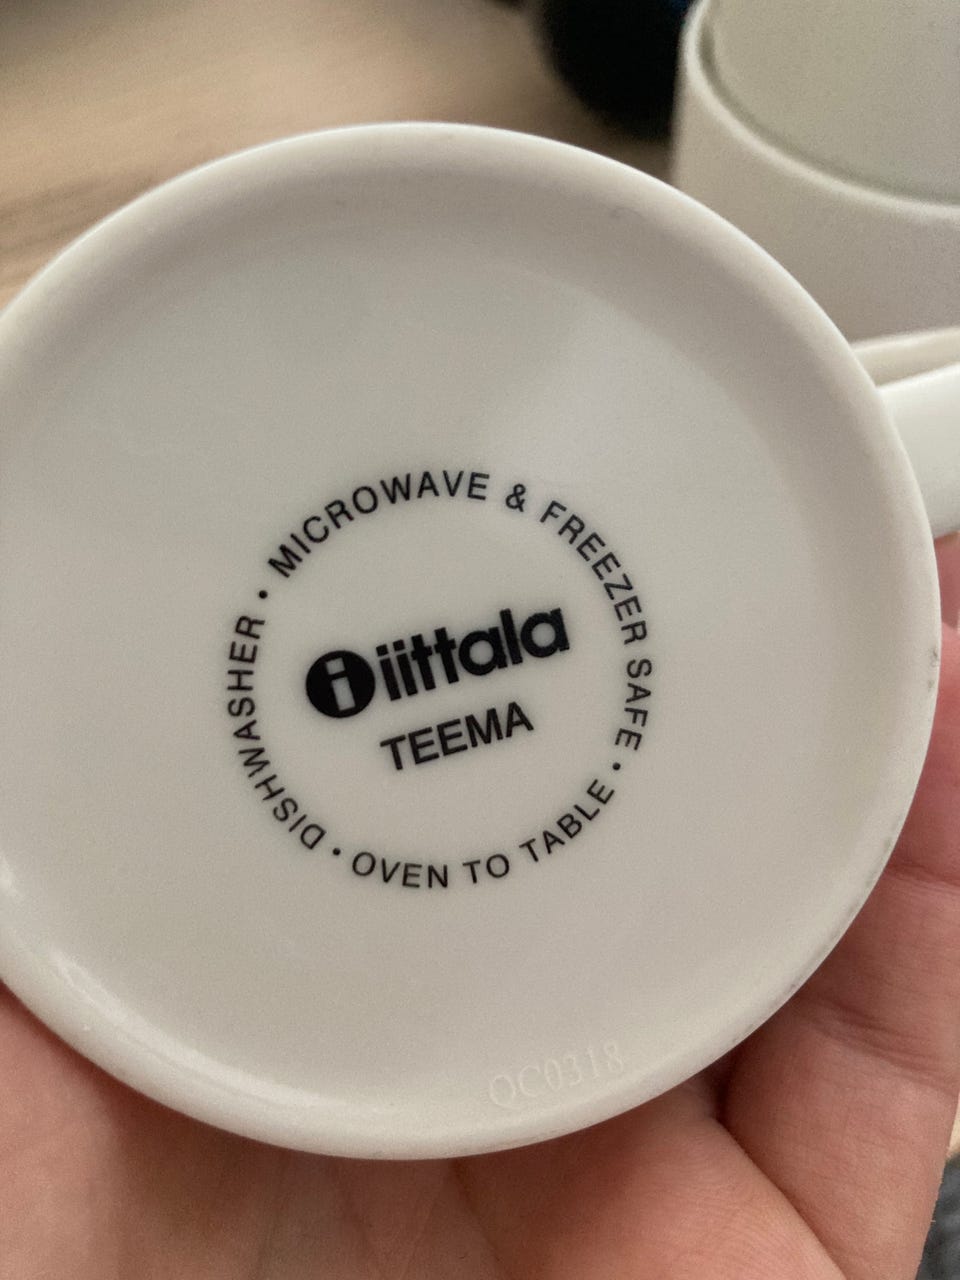 MICROWAVE & FREEZER SAFE •
OVEN TO TABLE •
DISHWASHER •
i iittala
TEEMA
QC0318